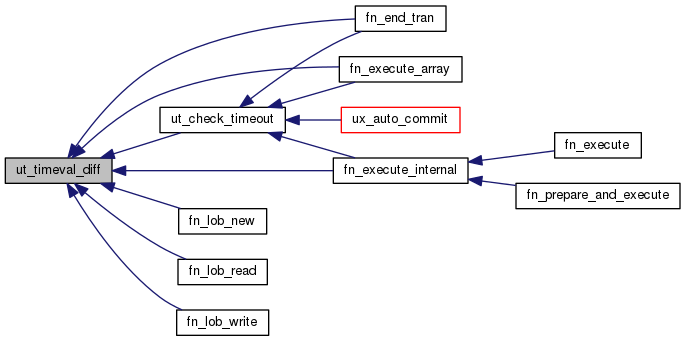 fn_end_tran
fn_execute_array
ut_check_timeout
ux_auto_commit
fn_execute
ut_timeval_diff
fn_execute_internal
fn_prepare_and_execute
fn_lob_new
fn_lob_read
fn_lob_write